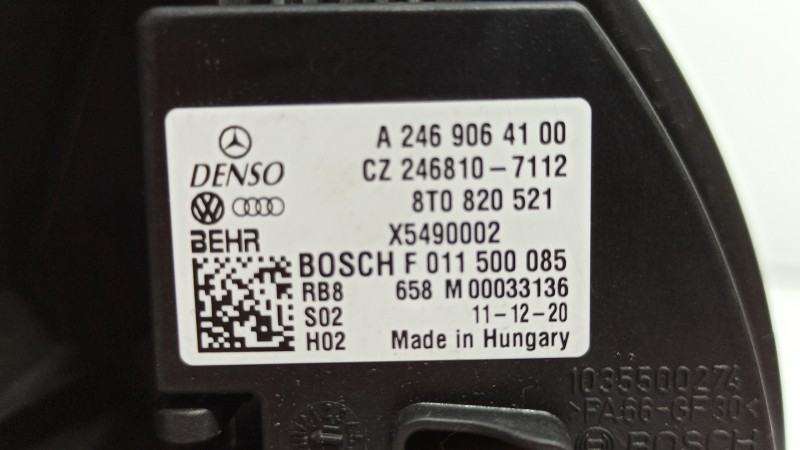 A 246 906 41 00
DENSO CZ 246810-7112
8T0 820 521
BEHR X5490002
BOSCH F 011 500 085
RB8 658 M 00033136
S02 11-12-20
H02 Made in Hungary
1035500274
>PA66-GF30<
BOSCH